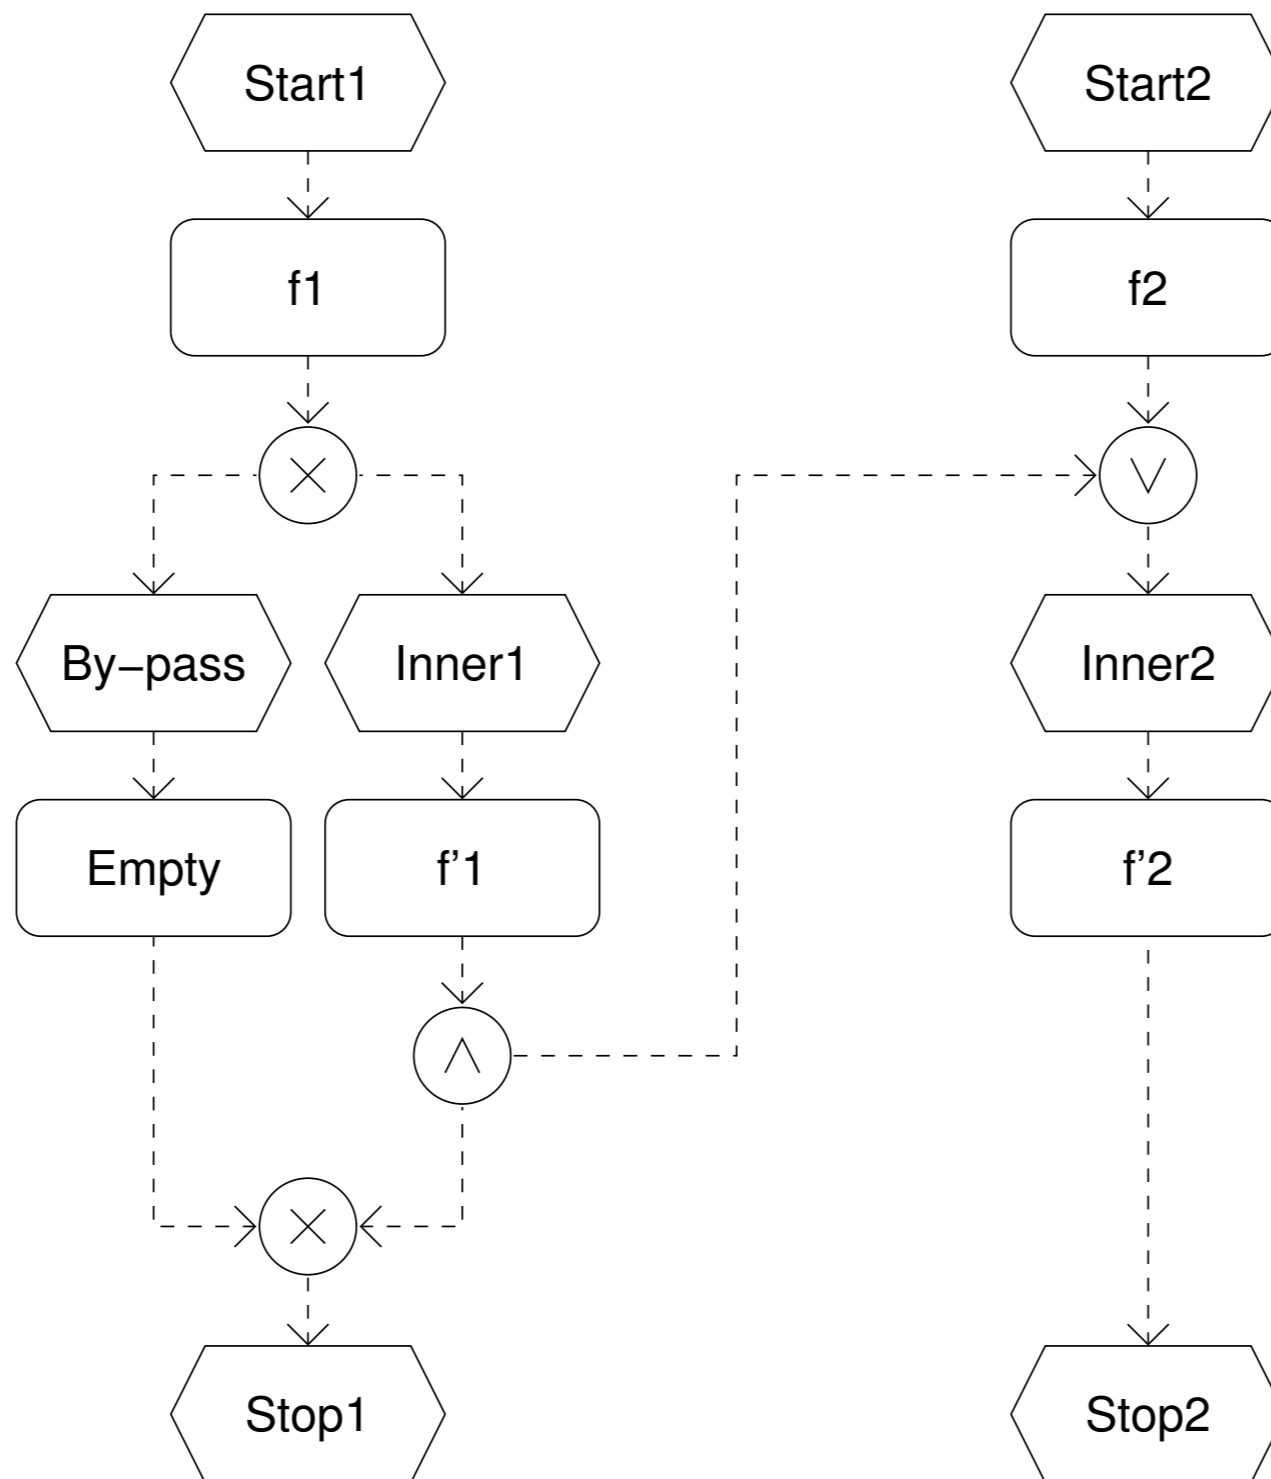 Start1
Start2
f1
f2
By–pass
Inner1
Inner2
Empty
f'1
f'2
Stop1
Stop2